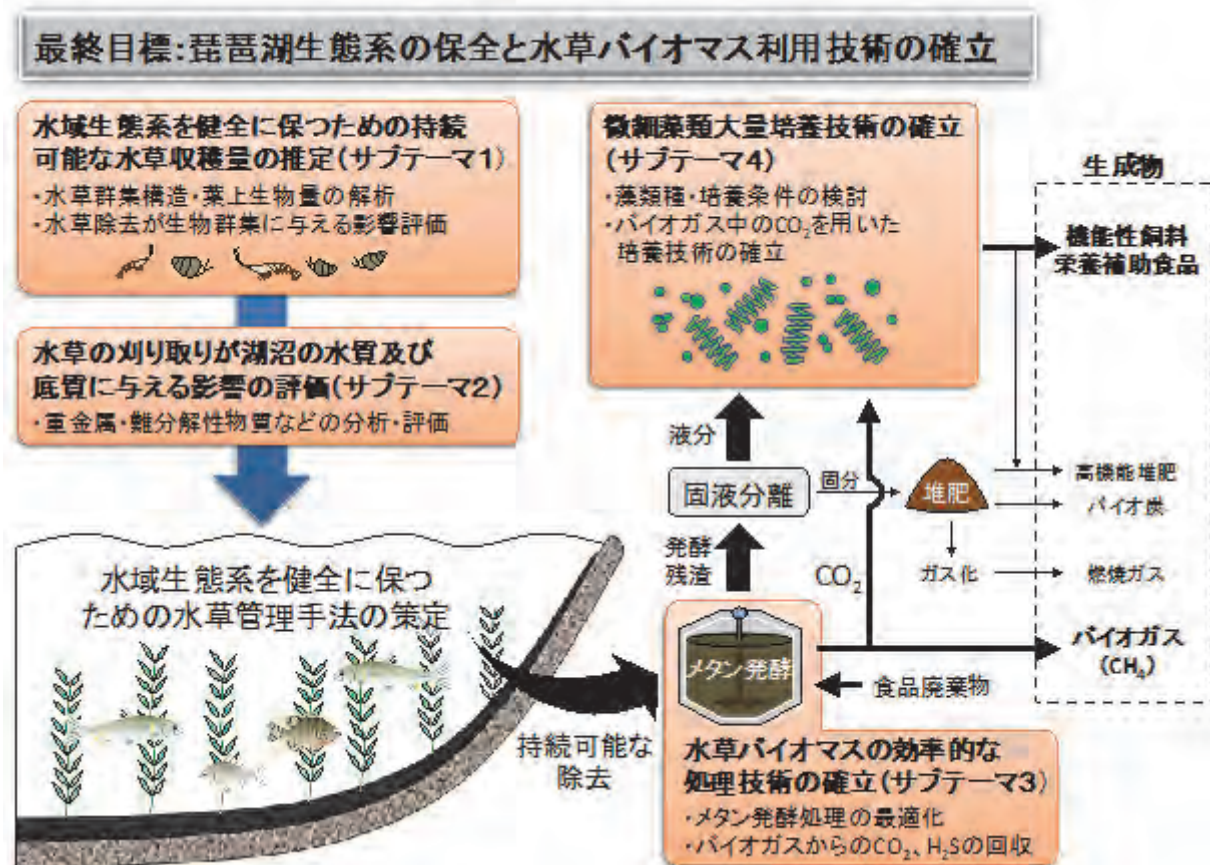 最終目標:琵琶湖生態系の保全と水草バイオマス利用技術の確立
水域生態系を健全に保つための持続
可能な水草収穫量の推定(サブテーマ1)
・水草群集構造・葉上生物量の解析
・水草除去が生物群集に与える影響評価
水草の刈り取りが湖沼の水質及び
底質に与える影響の評価(サブテーマ2)
・重金属・難分解性物質などの分析・評価
水域生態系を健全に保つ
ための水草管理手法の策定
持続可能な
除去
微細藻類大量培養技術の確立
(サブテーマ4)
・藻類種・培養条件の検討
・バイオガス中のCO₂を用いた
培養技術の確立
液分
固液分離
固分
堆肥
発酵
残渣
CO₂
ガス化
メタン発酵
食品廃棄物
水草バイオマスの効率的な
処理技術の確立(サブテーマ3)
・メタン発酵処理の最適化
・バイオガスからのCO₂、H₂Sの回収
生成物
機能性飼料
栄養補助食品
高機能堆肥
バイオ炭
燃焼ガス
バイオガス
(CH₄)